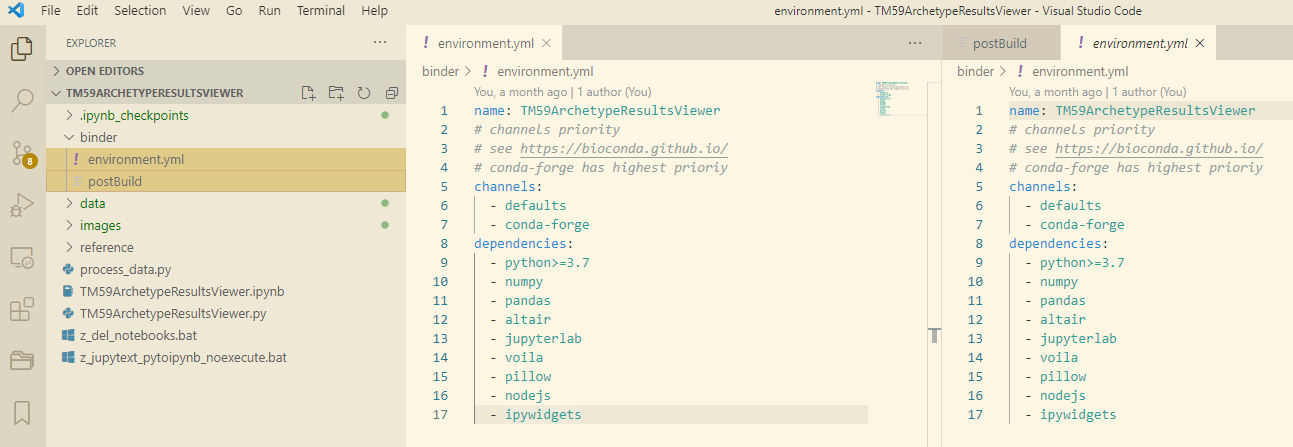 File Edit Selection View Go Run Terminal Help
environment.yml - TM59ArchetypeResultsViewer - Visual Studio Code
EXPLORER
OPEN EDITORS
TM59ARCHETYPERESULTSVIEWER
.ipynb_checkpoints
binder
environment.yml
postBuild
data
images
reference
process_data.py
TM59ArchetypeResultsViewer.ipynb
TM59ArchetypeResultsViewer.py
z_del_notebooks.bat
z_jupytext_pytoipynb_noexecute.bat
8
environment.yml
binder > environment.yml
You, a month ago | 1 author (You)
1 name: TM59ArchetypeResultsViewer
2 # channels priority
3 # see https://bioconda.github.io/
4 # conda-forge has highest prioriy
5 channels:
6 - defaults
7 - conda-forge
8 dependencies:
9 - python>=3.7
10 - numpy
11 - pandas
12 - altair
13 - jupyterlab
14 - voila
15 - pillow
16 - nodejs
17 - ipywidgets
postBuild environment.yml
binder > environment.yml
You, a month ago | 1 author (You)
1 name: TM59ArchetypeResultsViewer
2 # channels priority
3 # see https://bioconda.github.io/
4 # conda-forge has highest prioriy
5 channels:
6 - defaults
7 - conda-forge
8 dependencies:
9 - python>=3.7
10 - numpy
11 - pandas
12 - altair
13 - jupyterlab
14 - voila
15 - pillow
16 - nodejs
17 - ipywidgets